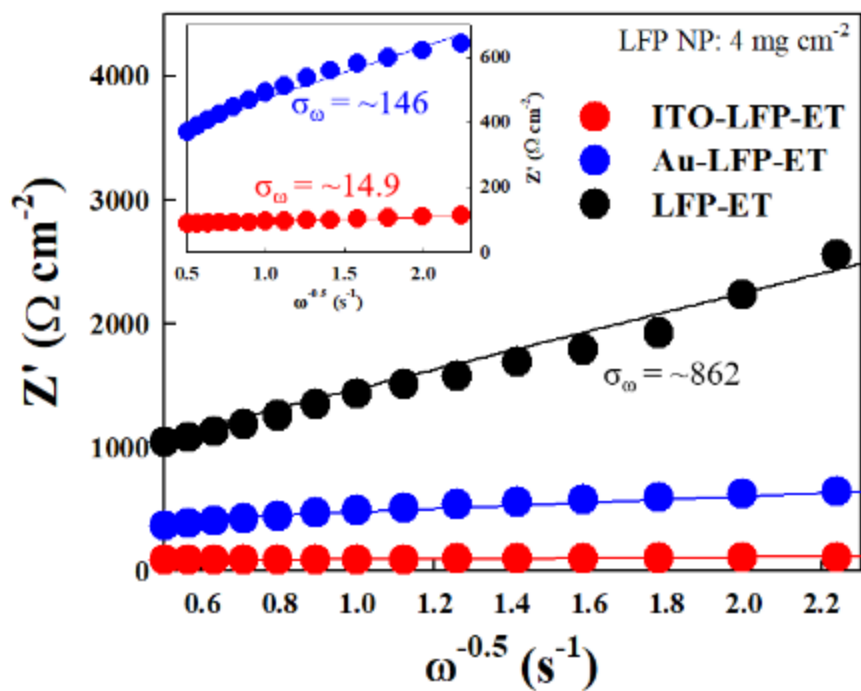 LFP NP: 4 mg cm⁻²
ITO-LFP-ET
Au-LFP-ET
LFP-ET
Z' (Ω cm⁻²)
4000
3000
2000
1000
0
0.6 0.8 1.0 1.2 1.4 1.6 1.8 2.0 2.2
ω⁻⁰·⁵ (s⁻¹)
σω = ~862
σω = ~146
σω = ~14.9
600
400
200
0
Z' (Ω cm⁻²)
0.5 1.0 1.5 2.0
ω⁻⁰·⁵ (s⁻¹)